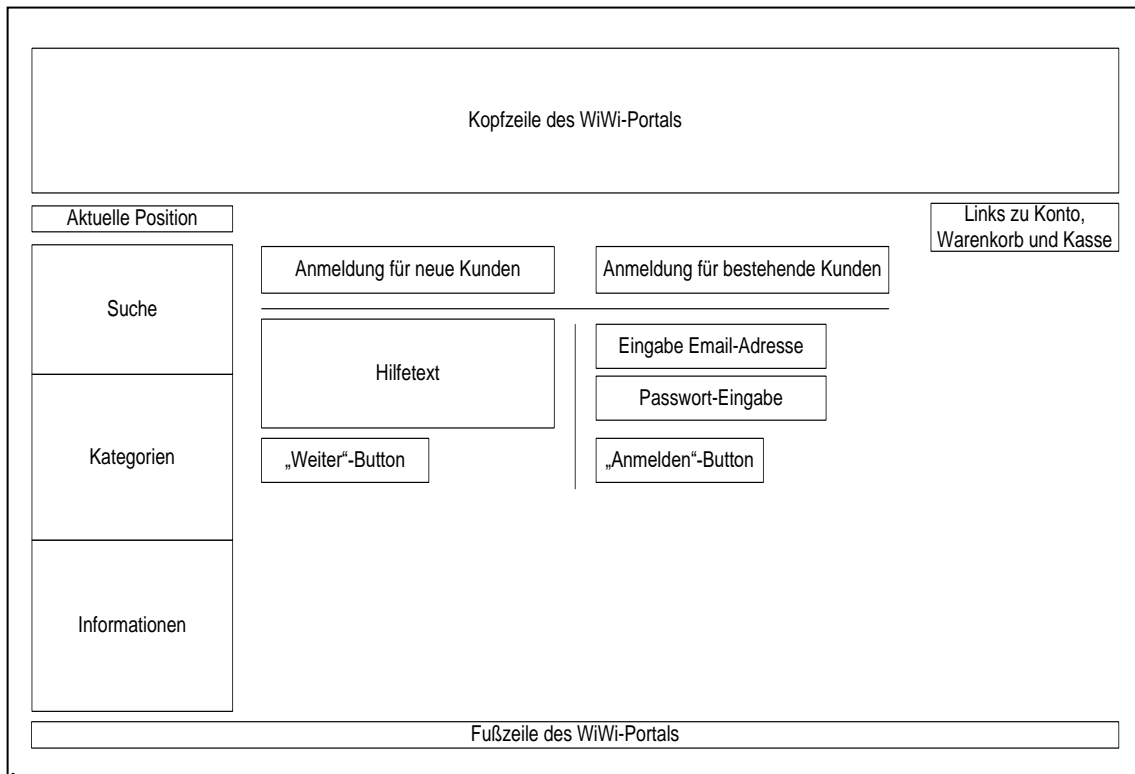 Kopfzeile des WiWi-Portals
Aktuelle Position
Links zu Konto,
Warenkorb und Kasse
Suche
Kategorien
Informationen
Anmeldung für neue Kunden
Anmeldung für bestehende Kunden
Hilfetext
„Weiter“-Button
Eingabe Email-Adresse
Passwort-Eingabe
„Anmelden“-Button
Fußzeile des WiWi-Portals